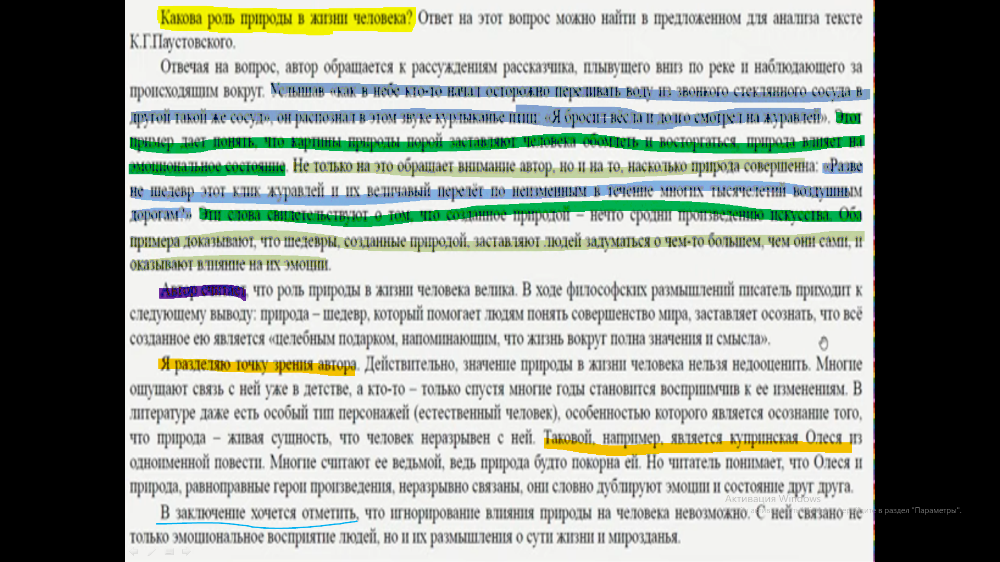 Какова роль природы в жизни человека? Ответ на этот вопрос можно найти в предложенном для анализа тексте
К.Г.Паустовского.
Отвечая на вопрос, автор обращается к рассуждениям рассказчика, плывущего вниз по реке и наблюдающего за
происходящим вокруг. Услышав «как в небе кто-то начал осторожно переливать воду из звонкого стеклянного сосуда в
другой такой же сосуд», он распознал в этом звуке курлыканье птиц: «Я бросил вёсла и долго смотрел на журавлей». Этот
пример дает понять, что картины природы порой заставляют человека обомлеть и восторгаться, природа влияет на
эмоциональное состояние. Не только на это обращает внимание автор, но и на то, насколько природа совершенна: «Разве
не шедевр этот клик журавлей и их величавый перелёт по неизменным в течение многих тысячелетий воздушным
дорогам?» Эти слова свидетельствуют о том, что созданное природой – нечто сродни произведению искусства. Оба
примера доказывают, что шедевры, созданные природой, заставляют людей задуматься о чем-то большем, чем они сами, и
оказывают влияние на их эмоции.
Автор считает, что роль природы в жизни человека велика. В ходе философских размышлений писатель приходит к
следующему выводу: природа – шедевр, который помогает людям понять совершенство мира, заставляет осознать, что всё
созданное ею является «целебным подарком, напоминающим, что жизнь вокруг полна значения и смысла».
Я разделяю точку зрения автора. Действительно, значение природы в жизни человека нельзя недооценить. Многие
ощущают связь с ней уже в детстве, а кто-то – только спустя многие годы становится восприимчив к ее изменениям. В
литературе даже есть особый тип персонажей (естественный человек), особенностью которого является осознание того,
что природа – живая сущность, что человек неразрывен с ней. Таковой, например, является купринская Олеся из
одноименной повести. Многие считают ее ведьмой, ведь природа будто покорна ей. Но читатель понимает, что Олеся и
природа, равноправные герои произведения, неразрывно связаны, они словно дублируют эмоции и состояние друг друга.
Активация Windows
В заключение хочется отметить, что игнорирование влияния природы на человека невозможно. С ней связано не
в раздел "Параметры".
только эмоциональное восприятие людей, но и их размышления о сути жизни и мирозданья.